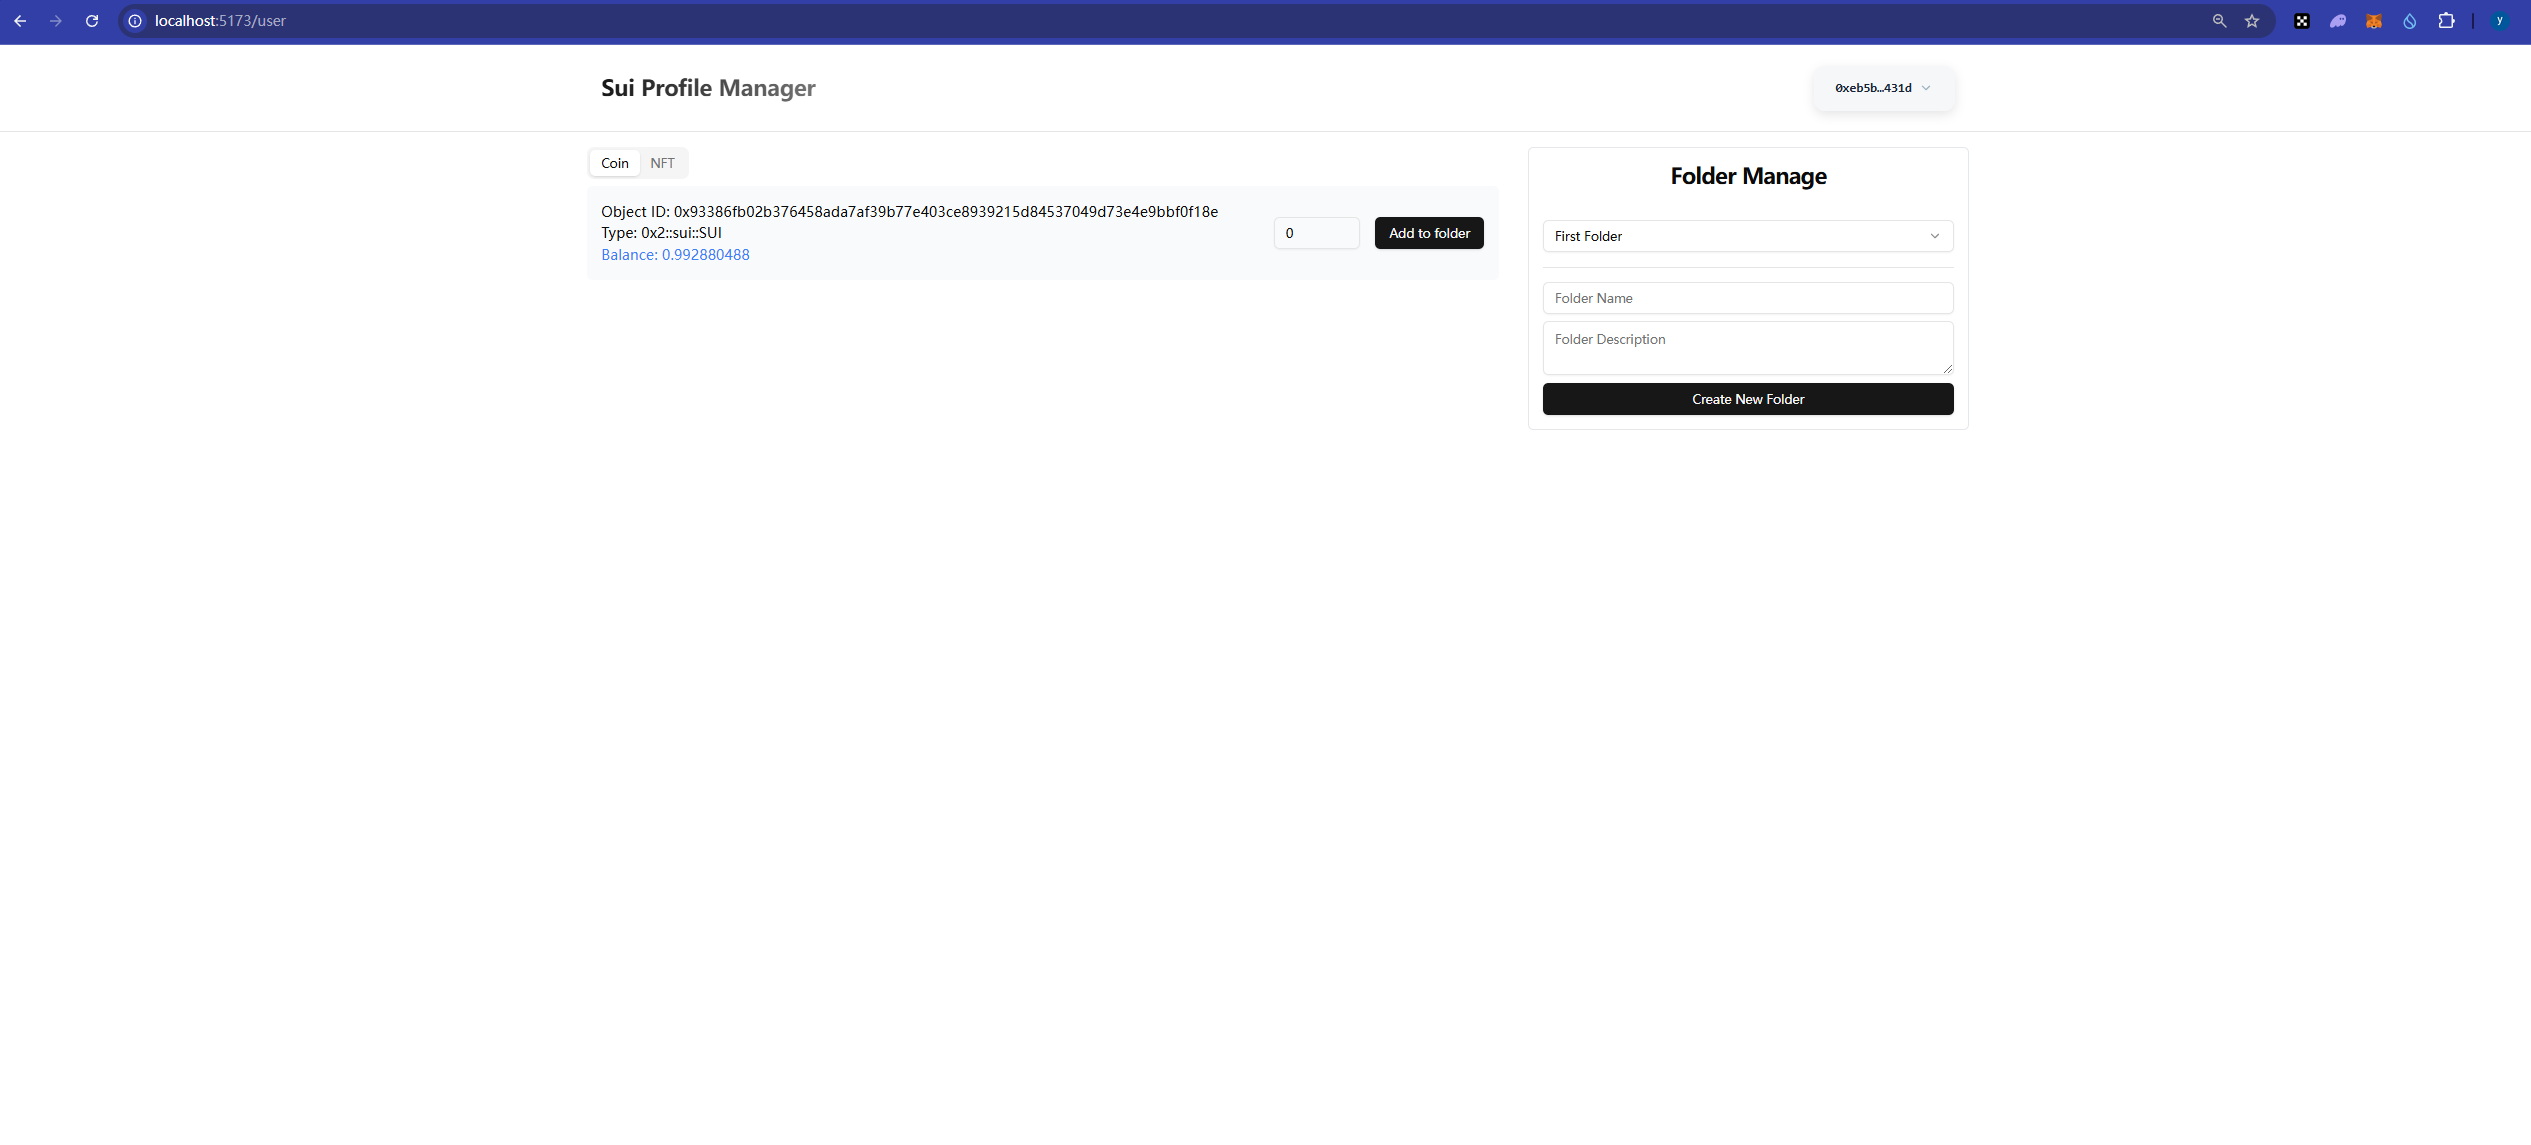 localhost:5173/user
y
Sui Profile Manager
0xeb5b…431d
Coin
NFT
Object ID: 0x93386fb02b376458ada7af39b77e403ce8939215d84537049d73e4e9bbf0f18e
Type: 0x2::sui::SUI
Balance: 0.992880488
0
Add to folder
Folder Manage
First Folder
Folder Name
Folder Description
Create New Folder